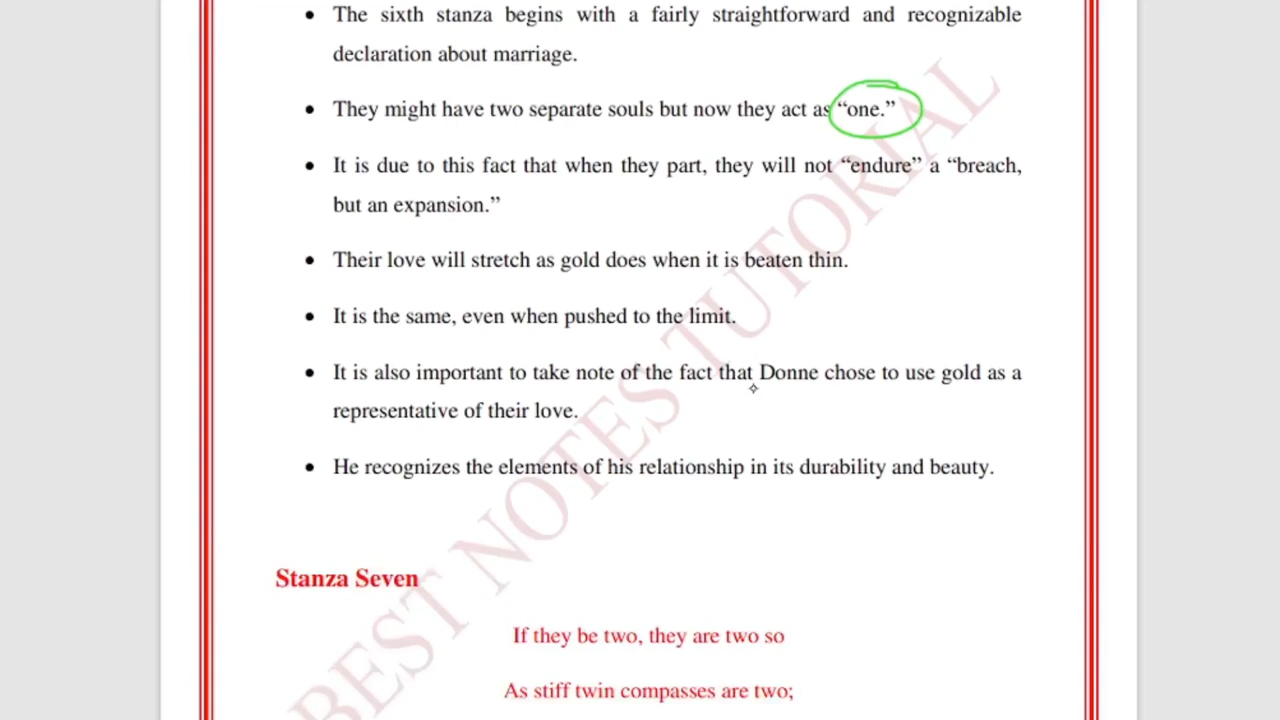 • The sixth stanza begins with a fairly straightforward and recognizable
declaration about marriage.
• They might have two separate souls but now they act as “one.”
• It is due to this fact that when they part, they will not “endure” a “breach,
but an expansion.”
• Their love will stretch as gold does when it is beaten thin.
• It is the same, even when pushed to the limit.
• It is also important to take note of the fact that Donne chose to use gold as a
representative of their love.
• He recognizes the elements of his relationship in its durability and beauty.
Stanza Seven
If they be two, they are two so
As stiff twin compasses are two;
BEST NOTES TUTORIAL